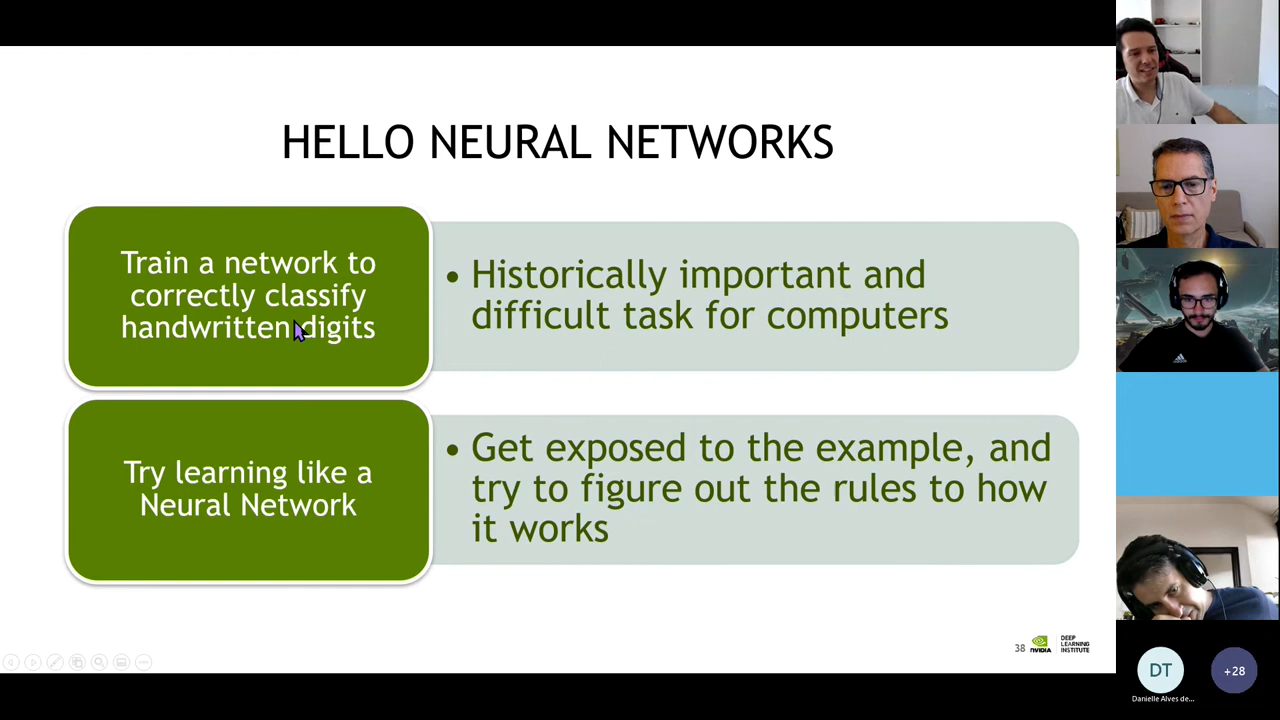 HELLO NEURAL NETWORKS
Train a network to
correctly classify
handwritten digits
• Historically important and
difficult task for computers
Try learning like a
Neural Network
• Get exposed to the example, and
try to figure out the rules to how
it works
38
NVIDIA
DEEP
LEARNING
INSTITUTE
DT
+28
Danielle Alves de...